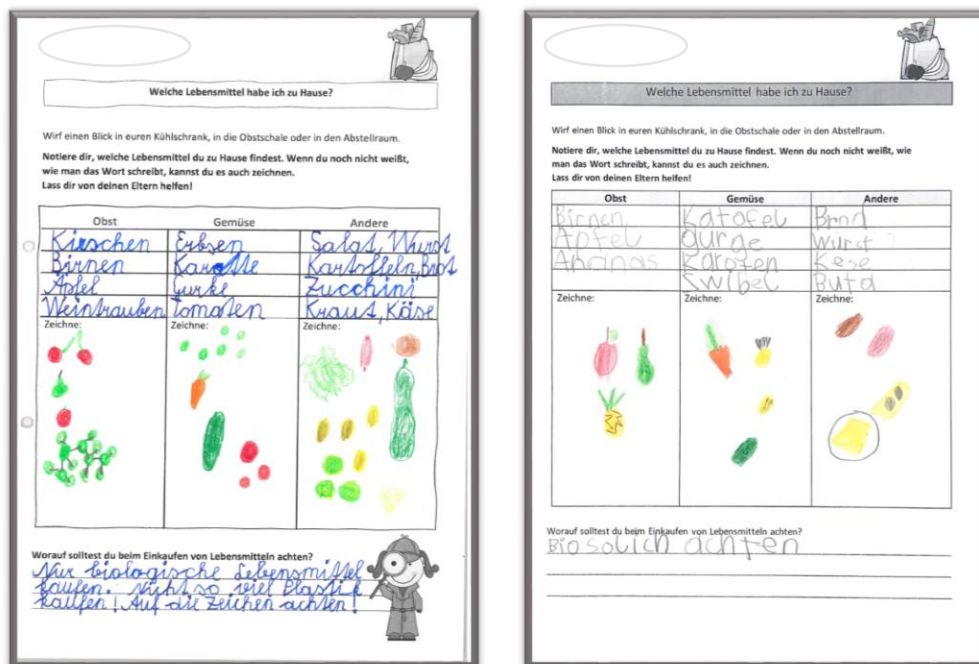 Welche Lebensmittel habe ich zu Hause?
Wirf einen Blick in euren Kühlschrank, in die Obstschale oder in den Abstellraum.
Notiere dir, welche Lebensmittel du zu Hause findest. Wenn du noch nicht weißt,
wie man das Wort schreibt, kannst du es auch zeichnen.
Lass dir von deinen Eltern helfen!
Obst Gemüse Andere
Kirschen Erbsen Salat, Wurst
Birnen Karotte Kartoffeln, Brot
Äpfel Gurke Zucchini
Weintrauben Tomaten Kraut, Käse
Zeichne: Zeichne: Zeichne:
Worauf solltest du beim Einkaufen von Lebensmitteln achten?
Nur biologische Lebensmittel
kaufen. Nicht so viel Plastik
kaufen! Auf die Zeichen achten!
Welche Lebensmittel habe ich zu Hause?
Wirf einen Blick in euren Kühlschrank, in die Obstschale oder in den Abstellraum.
Notiere dir, welche Lebensmittel du zu Hause findest. Wenn du noch nicht weißt, wie
man das Wort schreibt, kannst du es auch zeichnen.
Lass dir von deinen Eltern helfen!
Obst Gemüse Andere
Birnen Katofel Brod
Apfel gurge Wurst
Ananas Karoten Kese
Swibel Buta
Zeichne: Zeichne: Zeichne:
Worauf solltest du beim Einkaufen von Lebensmitteln achten?
Bio solich achten